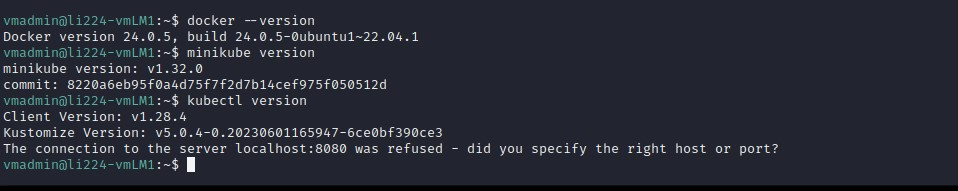 vmadmin@li224-vmLM1:~$ docker --version
Docker version 24.0.5, build 24.0.5-0ubuntu1~22.04.1
vmadmin@li224-vmLM1:~$ minikube version
minikube version: v1.32.0
commit: 8220a6eb95f0a4d75f7f2d7b14cef975f050512d
vmadmin@li224-vmLM1:~$ kubectl version
Client Version: v1.28.4
Kustomize Version: v5.0.4-0.20230601165947-6ce0bf390ce3
The connection to the server localhost:8080 was refused - did you specify the right host or port?
vmadmin@li224-vmLM1:~$